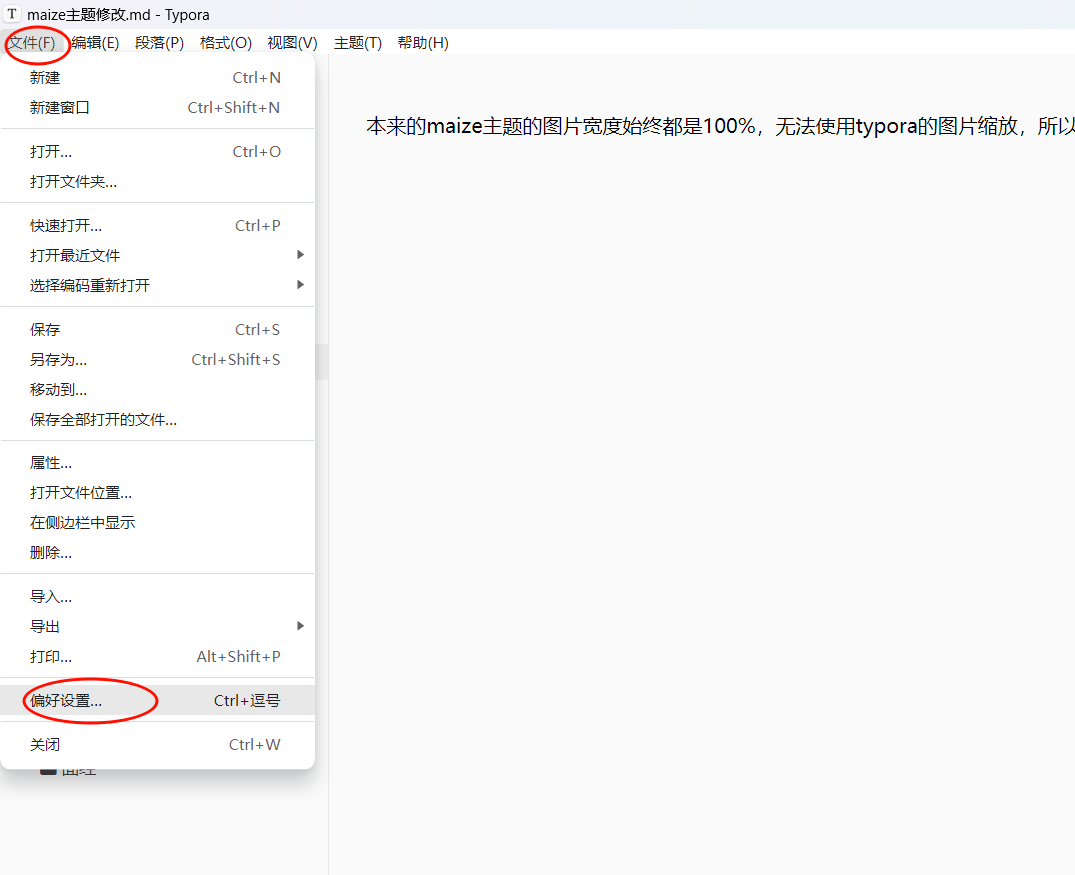 T maize主题修改.md - Typora
文件(F) 编辑(E) 段落(P) 格式(O) 视图(V) 主题(T) 帮助(H)
新建 Ctrl+N
新建窗口 Ctrl+Shift+N
打开... Ctrl+O
打开文件夹...
快速打开... Ctrl+P
打开最近文件
选择编码重新打开
保存 Ctrl+S
另存为... Ctrl+Shift+S
移动到...
保存全部打开的文件...
属性...
打开文件位置...
在侧边栏中显示
删除...
导入...
导出
打印... Alt+Shift+P
偏好设置... Ctrl+逗号
关闭 Ctrl+W
本来的maize主题的图片宽度始终都是100%，无法使用typora的图片缩放，所以